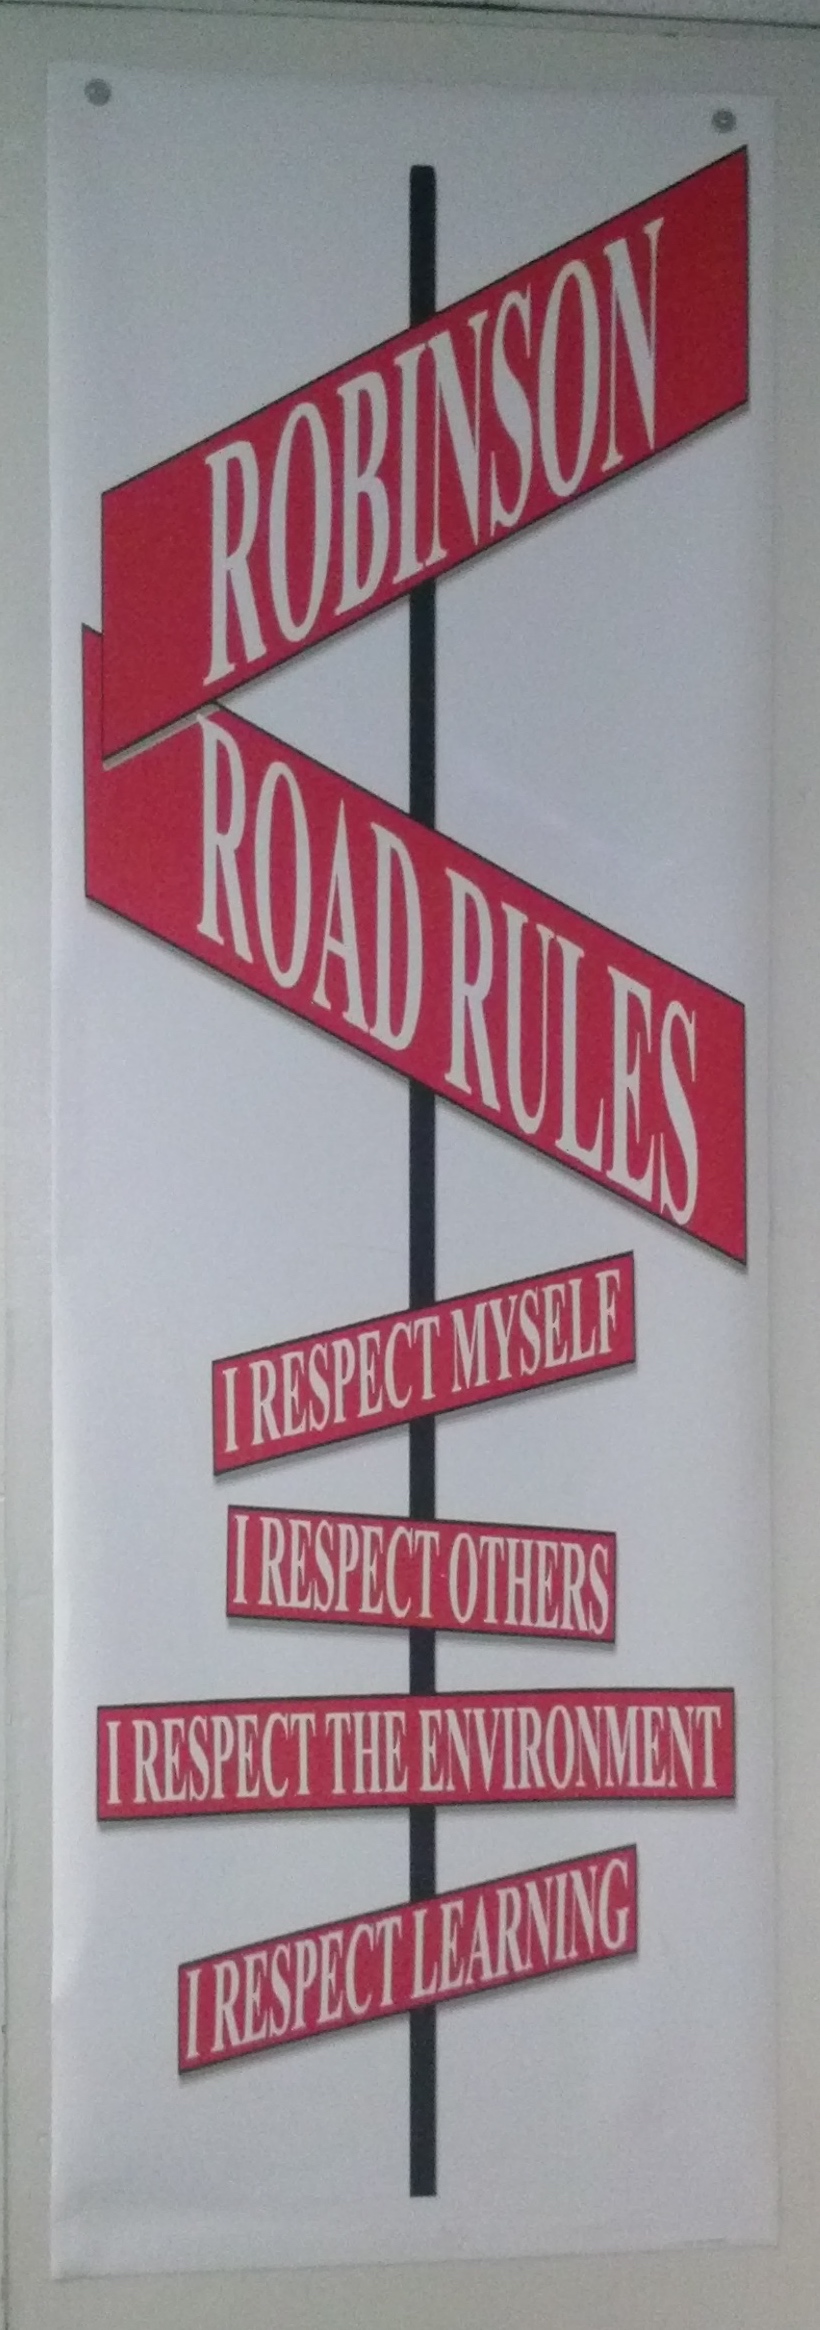 ROBINSON
ROAD RULES
I RESPECT MYSELF
I RESPECT OTHERS
I RESPECT THE ENVIRONMENT
I RESPECT LEARNING